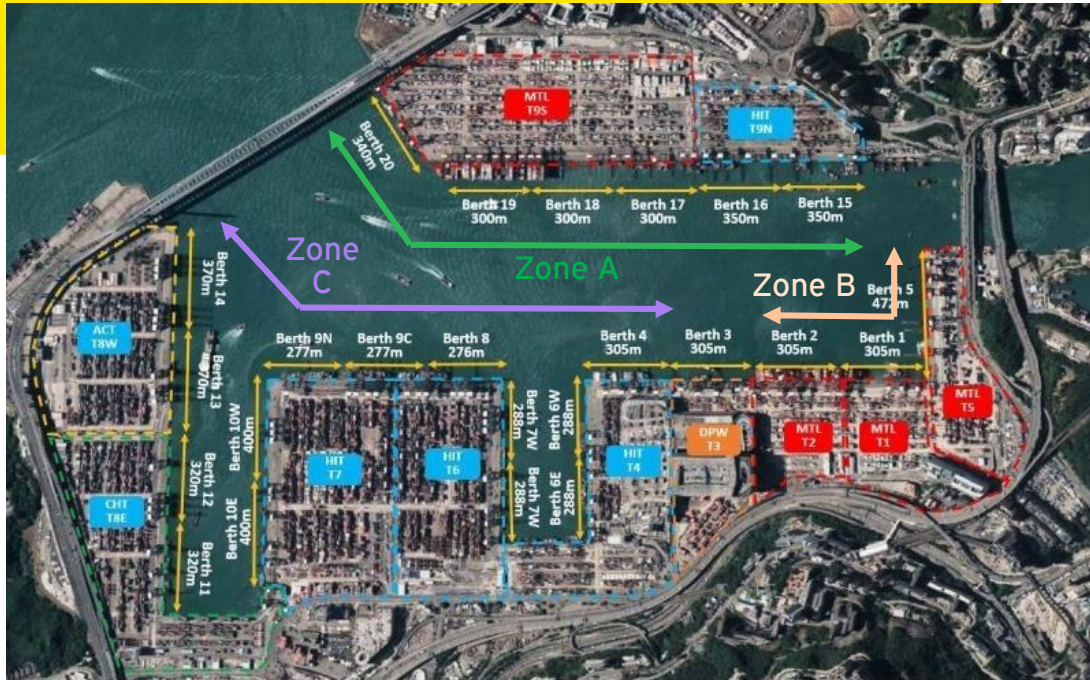 MTL
T9S
HIT
T9N
Berth 20
340m
Berth 19
300m
Berth 18
300m
Berth 17
300m
Berth 16
350m
Berth 15
350m
Zone
C
Zone A
Zone B
Berth 5
472m
Berth 14
370m
ACT
T8W
Berth 13
370m
Berth 9N
277m
Berth 9C
277m
Berth 8
276m
Berth 4
305m
Berth 3
305m
Berth 2
305m
Berth 1
305m
Berth 10W
400m
Berth 7W
288m
Berth 6W
288m
MTL
T5
HIT
T7
HIT
T6
HIT
T4
DPW
T3
MTL
T2
MTL
T1
Berth 12
320m
Berth 10E
400m
Berth 7W
288m
Berth 6E
288m
CHT
T8E
Berth 11
320m